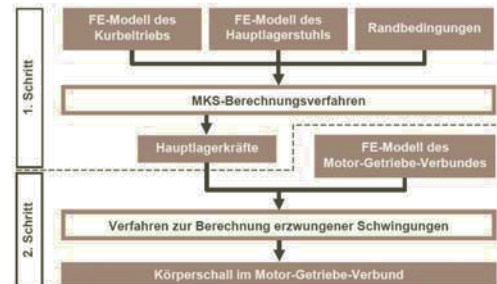 1. Schritt
FE-Modell des
Kurbeltriebs
FE-Modell des
Hauptlagerstuhls
Randbedingungen
MKS-Berechnungsverfahren
Hauptlagerkräfte
FE-Modell des
Motor-Getriebe-Verbundes
2. Schritt
Verfahren zur Berechnung erzwungener Schwingungen
Körperschall im Motor-Getriebe-Verbund